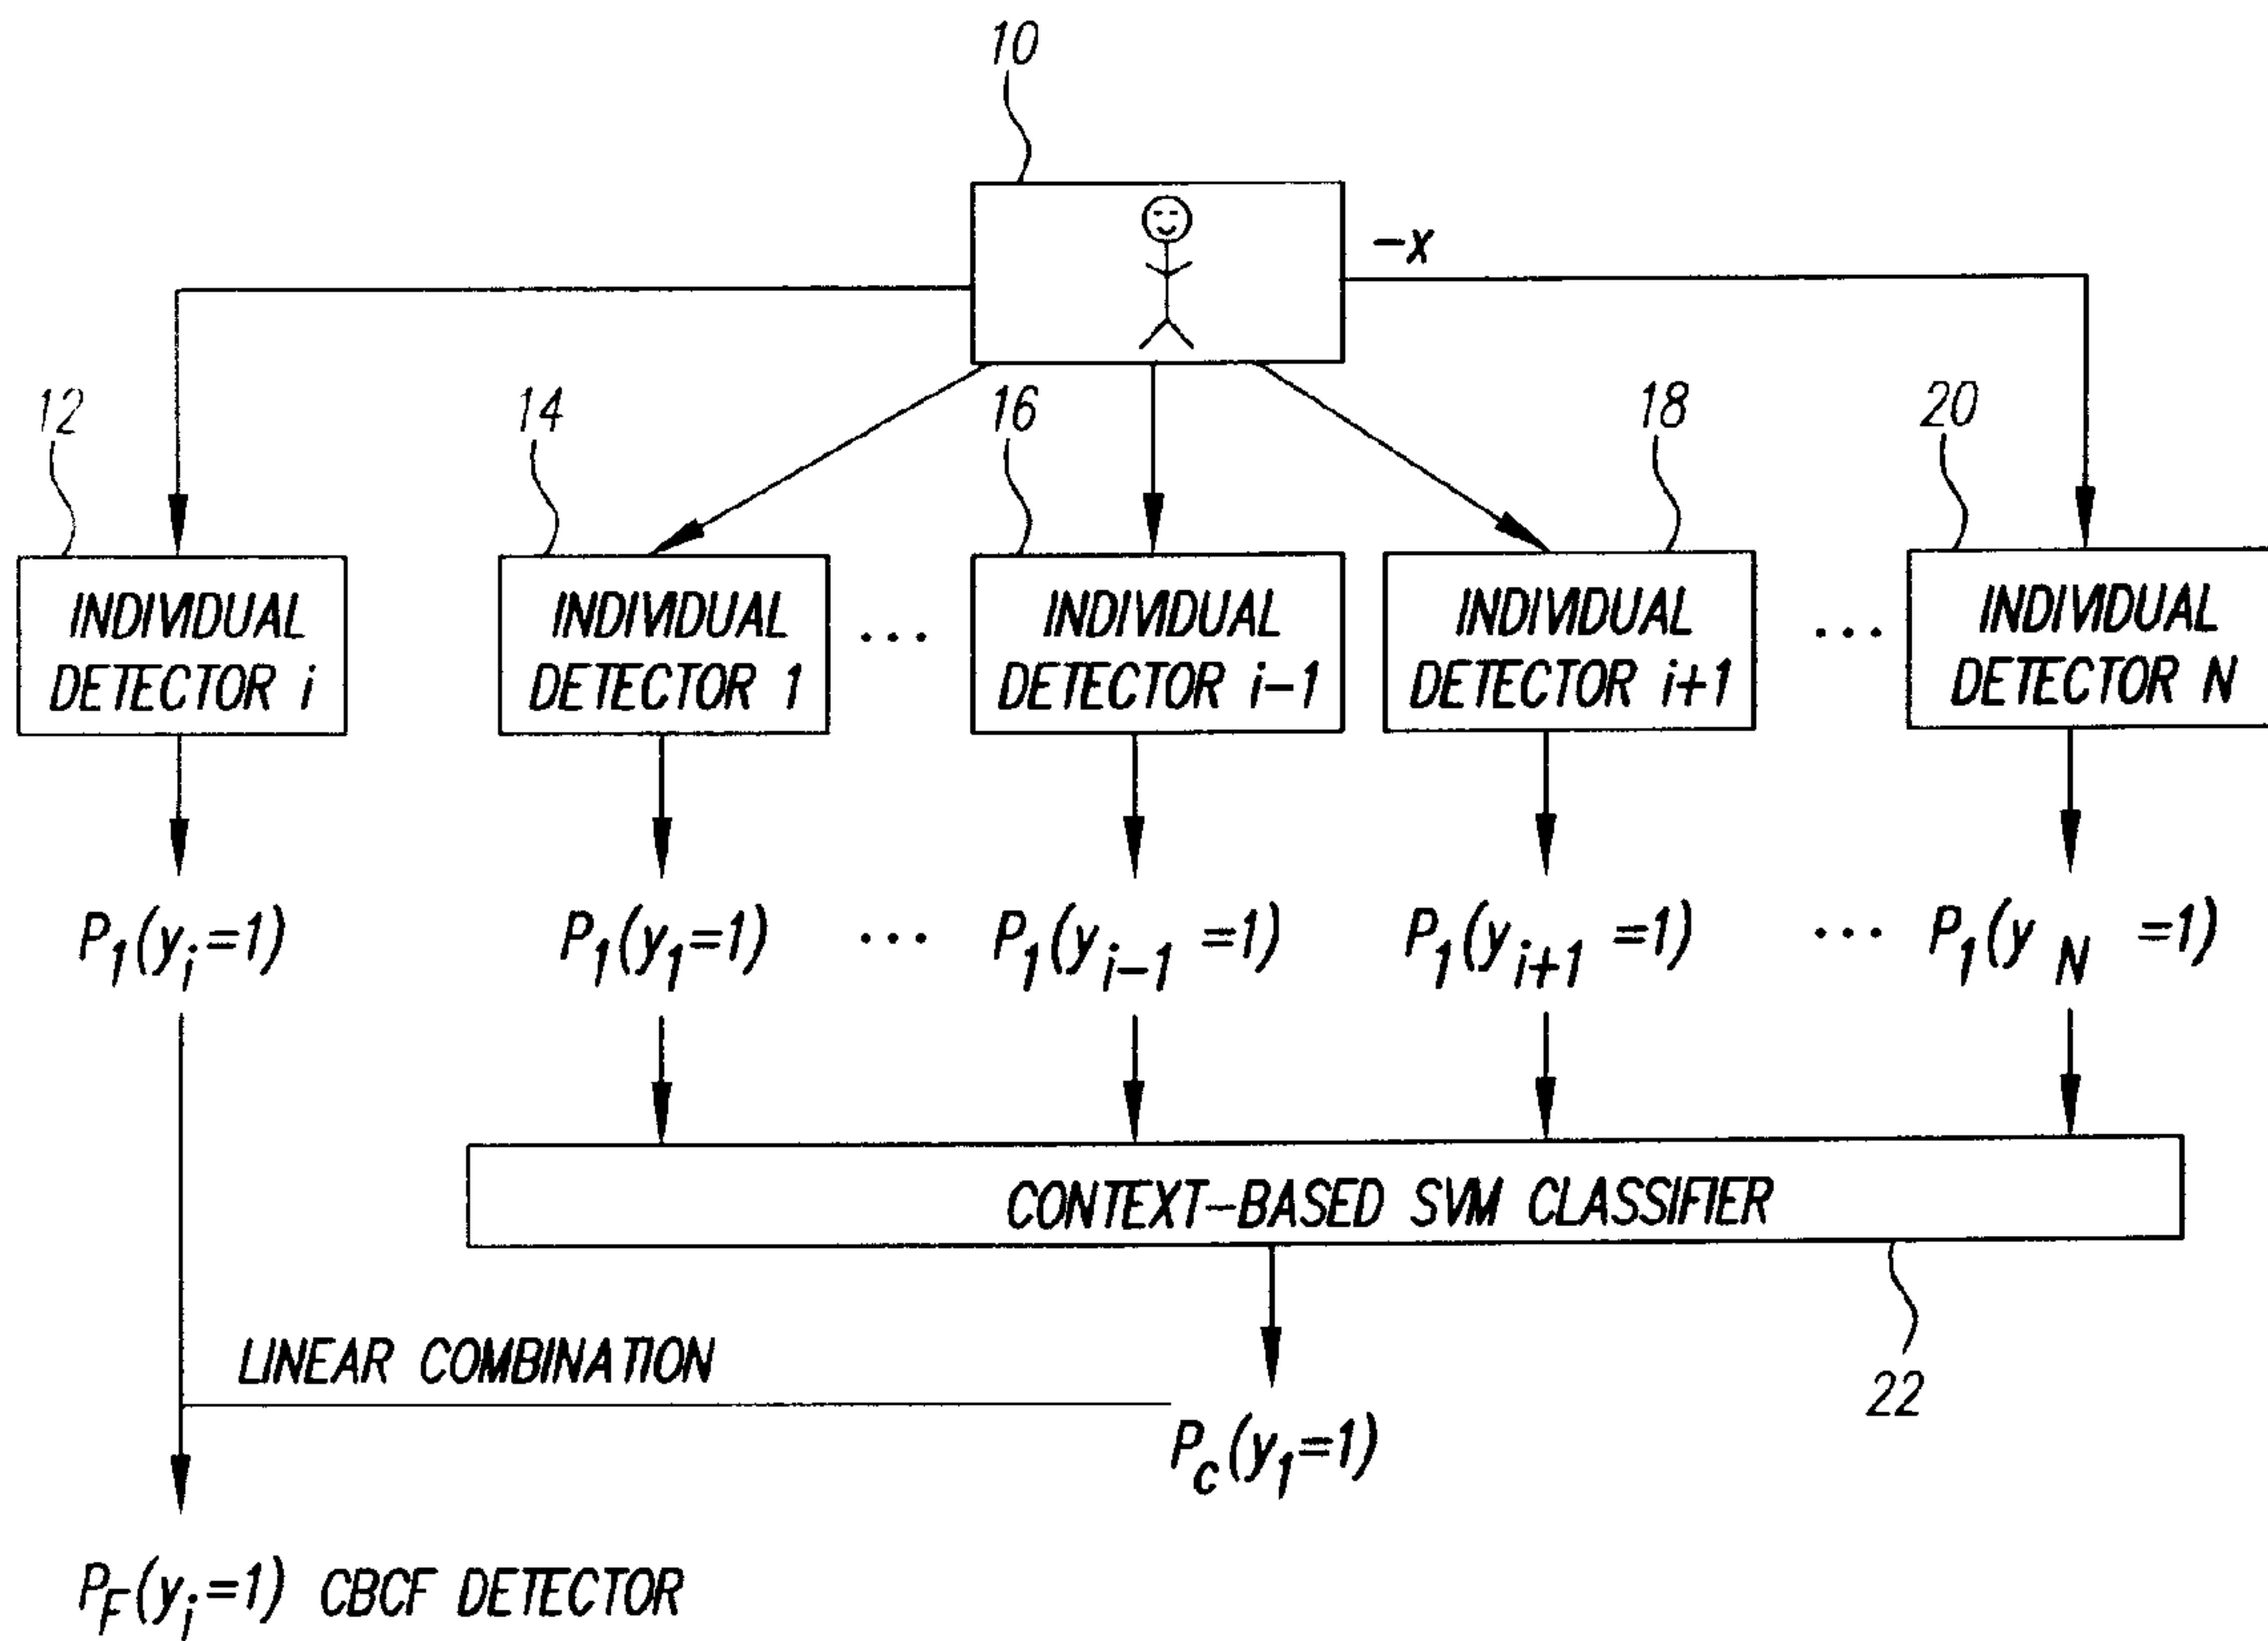 10
-x
12
14
16
18
20
INDIVIDUAL
DETECTOR i
INDIVIDUAL
DETECTOR 1
...
INDIVIDUAL
DETECTOR i-1
INDIVIDUAL
DETECTOR i+1
...
INDIVIDUAL
DETECTOR N
P1(yi=1)
P1(y1=1)
...
P1(yi-1 =1)
P1(yi+1 =1)
...
P1(y N =1)
CONTEXT-BASED SVM CLASSIFIER
LINEAR COMBINATION
22
Pc(y1=1)
PF(yi=1) CBCF DETECTOR